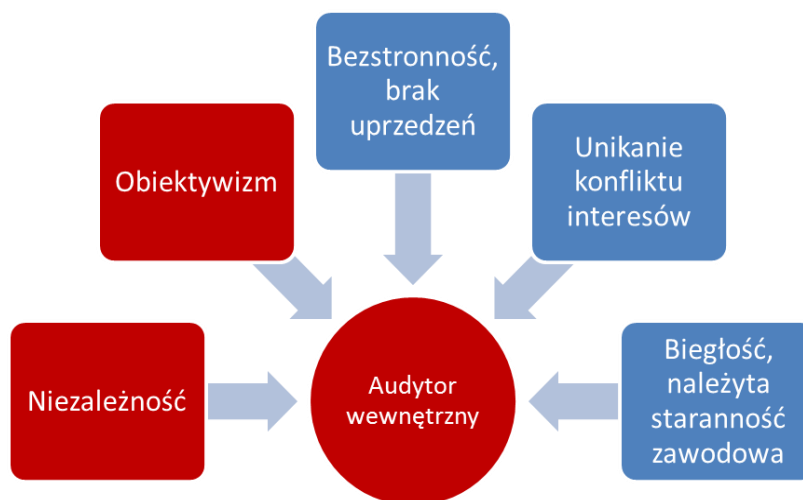 Bezstronność,
brak
uprzedzeń
Obiektywizm
Unikanie
konfliktu
interesów
Niezależność
Audytor
wewnętrzny
Biegłość,
należyta
staranność
zawodowa